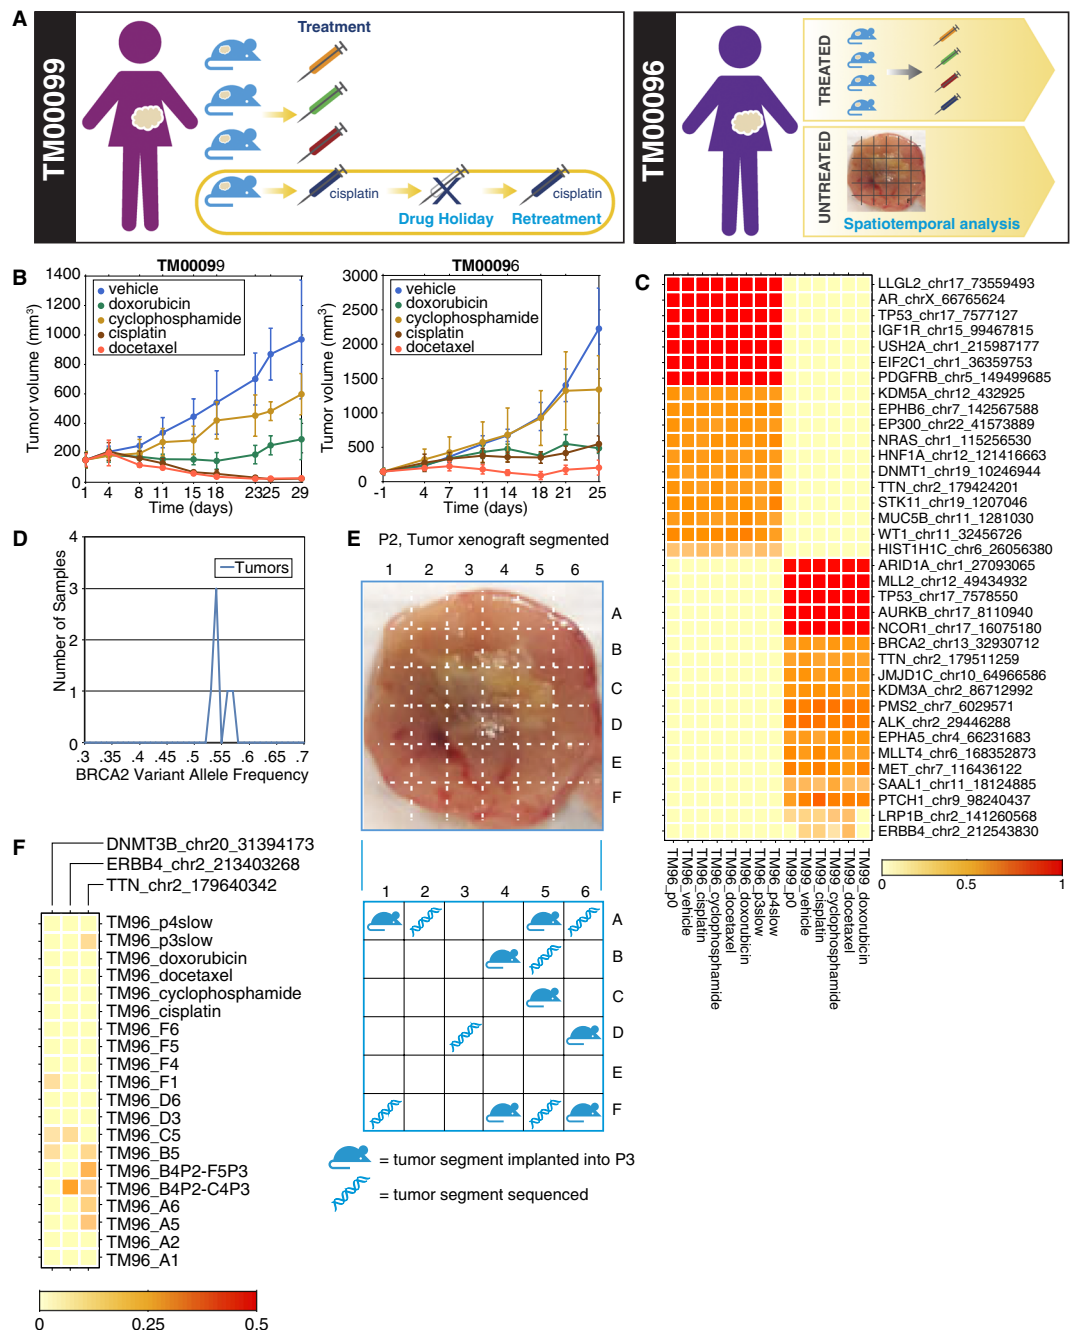 A
TM00099
Treatment
cisplatin
Drug Holiday
Retreatment
cisplatin
TM00096
TREATED
UNTREATED
Spatiotemporal analysis
B
TM00099
Tumor volume (mm3)
1400
1200
1000
800
600
400
200
0
vehicle
doxorubicin
cyclophosphamide
cisplatin
docetaxel
1 4 8 11 15 18 23 25 29
Time (days)
TM00096
Tumor volume (mm3)
3000
2500
2000
1500
1000
500
0
vehicle
doxorubicin
cyclophosphamide
cisplatin
docetaxel
-1 4 7 11 14 18 21 25
Time (days)
C
LLGL2_chr17_73559493
AR_chrX_66765624
TP53_chr17_7577127
IGF1R_chr15_99467815
USH2A_chr1_215987177
EIF2C1_chr1_36359753
PDGFRB_chr5_149499685
KDM5A_chr12_432925
EPHB6_chr7_142567588
EP300_chr22_41573889
NRAS_chr1_115256530
HNF1A_chr12_121416663
DNMT1_chr19_10246944
TTN_chr2_179424201
STK11_chr19_1207046
MUC5B_chr11_1281030
WT1_chr11_32456726
HIST1H1C_chr6_26056380
ARID1A_chr1_27093065
MLL2_chr12_49434932
TP53_chr17_7578550
AURKB_chr17_8110940
NCOR1_chr17_16075180
BRCA2_chr13_32930712
TTN_chr2_179511259
JMJD1C_chr10_64966586
KDM3A_chr2_86712992
PMS2_chr7_6029571
ALK_chr2_29446288
EPHA5_chr4_66231683
MLLT4_chr6_168352873
MET_chr7_116436122
SAAL1_chr11_18124885
PTCH1_chr9_98240437
LRP1B_chr2_141260568
ERBB4_chr2_212543830
TM96_p0
TM96_vehicle
TM96_cisplatin
TM96_cyclophosphamide
TM96_docetaxel
TM96_doxorubicin
TM96_p3slow
TM96_p4slow
TM99_p0
TM99_vehicle
TM99_cisplatin
TM99_cyclophosphamide
TM99_docetaxel
TM99_doxorubicin
0 0.5 1
D
Number of Samples
4
3
2
1
0
Tumors
.3 .35 .4 .45 .5 .55 .6 .65 .7
BRCA2 Variant Allele Frequency
E
P2, Tumor xenograft segmented
1 2 3 4 5 6
A
B
C
D
E
F
1 2 3 4 5 6
A
B
C
D
E
F
= tumor segment implanted into P3
= tumor segment sequenced
F
DNMT3B_chr20_31394173
ERBB4_chr2_213403268
TTN_chr2_179640342
TM96_p4slow
TM96_p3slow
TM96_doxorubicin
TM96_docetaxel
TM96_cyclophosphamide
TM96_cisplatin
TM96_F6
TM96_F5
TM96_F4
TM96_F1
TM96_D6
TM96_D3
TM96_C5
TM96_B5
TM96_B4P2-F5P3
TM96_B4P2-C4P3
TM96_A6
TM96_A5
TM96_A2
TM96_A1
0 0.25 0.5